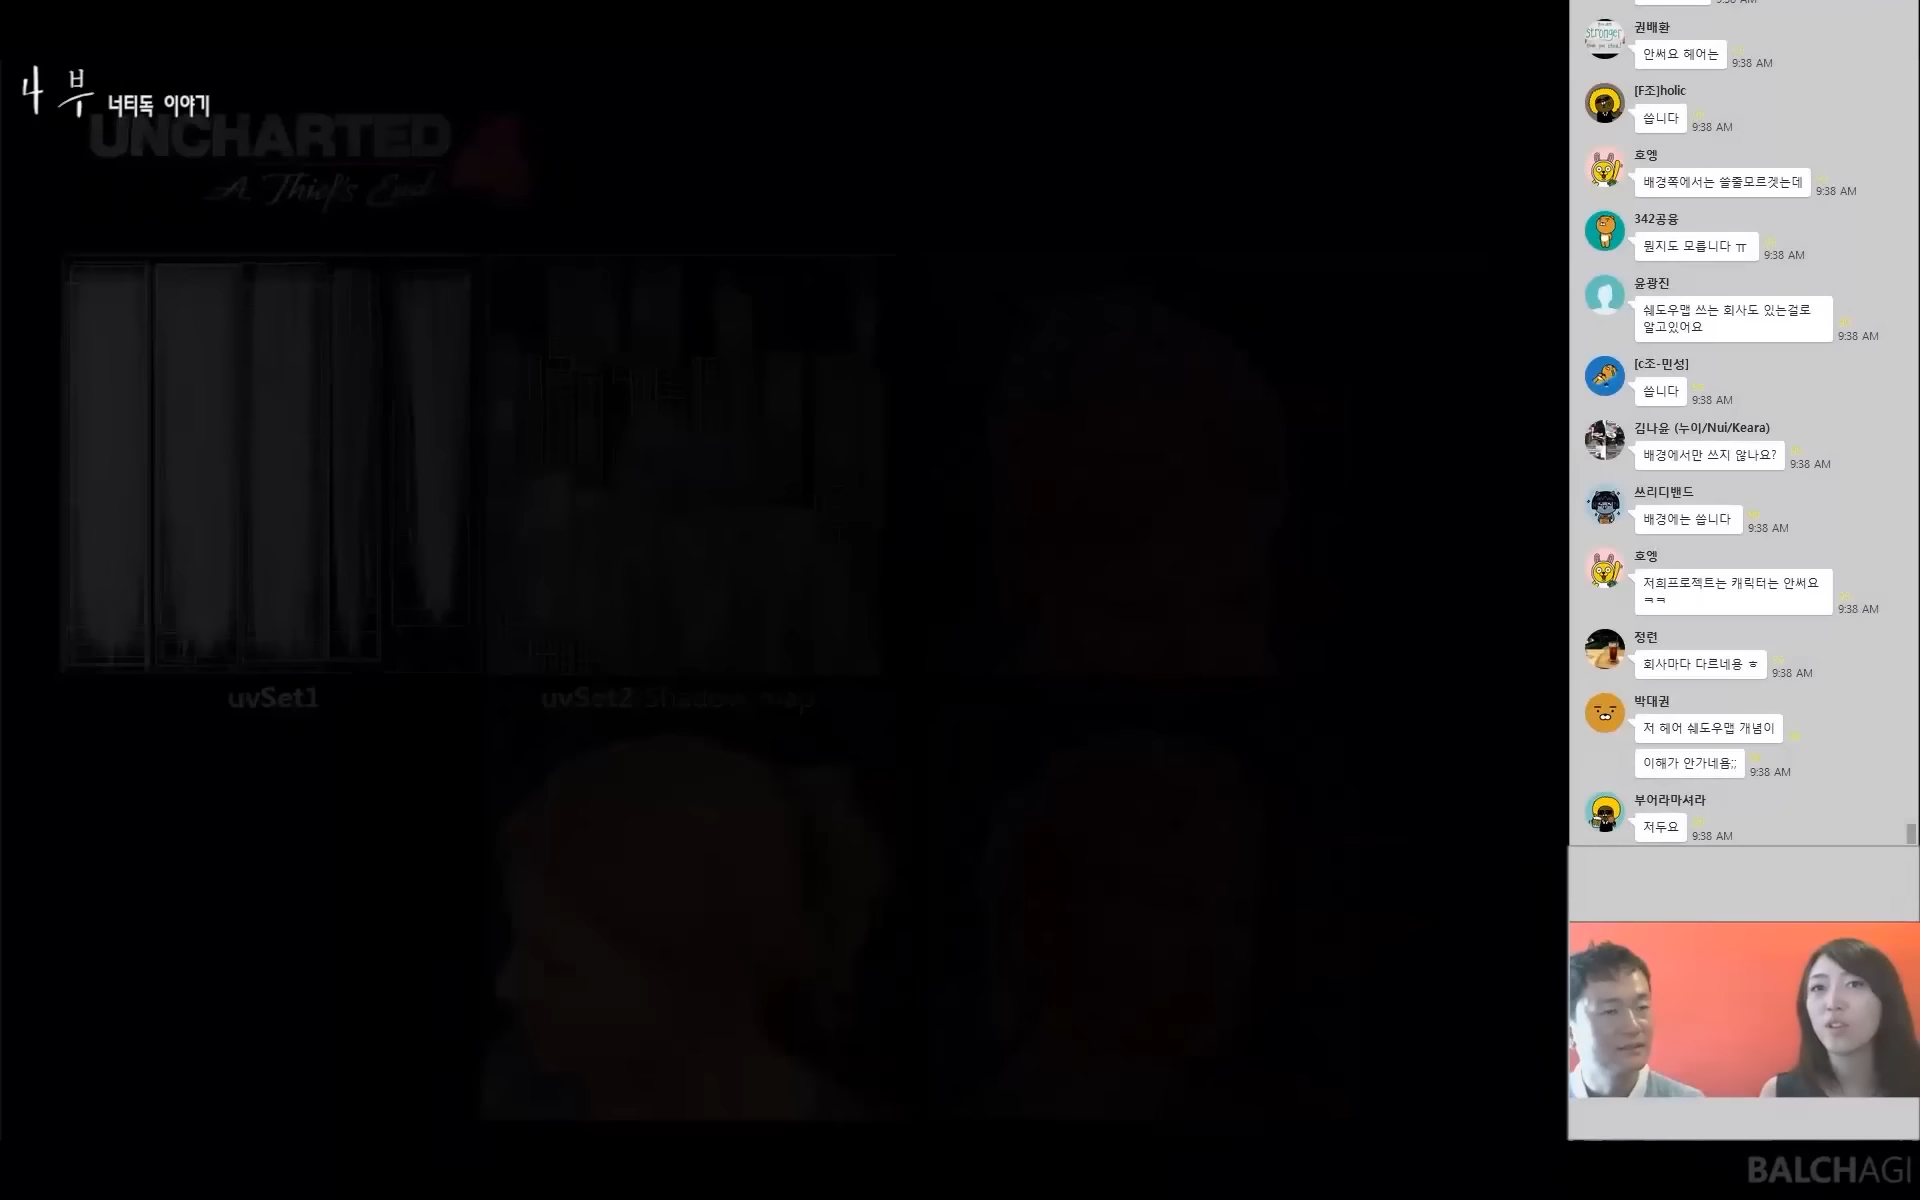 4부 너티독 이야기
UNCHARTED 4
A Thief's End
uvSet1
uvSet2 Shadow map
9:38 AM
권배환
안써요 헤어는
9:38 AM
[F조]holic
씁니다
9:38 AM
호엥
배경쪽에서는 쓸줄모르겟는데
9:38 AM
342공융
뭔지도 모릅니다 ㅠ
9:38 AM
윤광진
쉐도우맵 쓰는 회사도 있는걸로
알고있어요
9:38 AM
[c조-민성]
씁니다
9:38 AM
김나윤 (누이/Nui/Keara)
배경에서만 쓰지 않나요?
9:38 AM
쓰리디밴드
배경에는 씁니다
9:38 AM
호엥
저희프로젝트는 캐릭터는 안써요
ㅋㅋ
9:38 AM
정련
회사마다 다르네용 ㅎ
9:38 AM
박대권
저 헤어 쉐도우맵 개념이
이해가 안가네욤;;
9:38 AM
부어라마셔라
저두요
9:38 AM
BALCHAGI